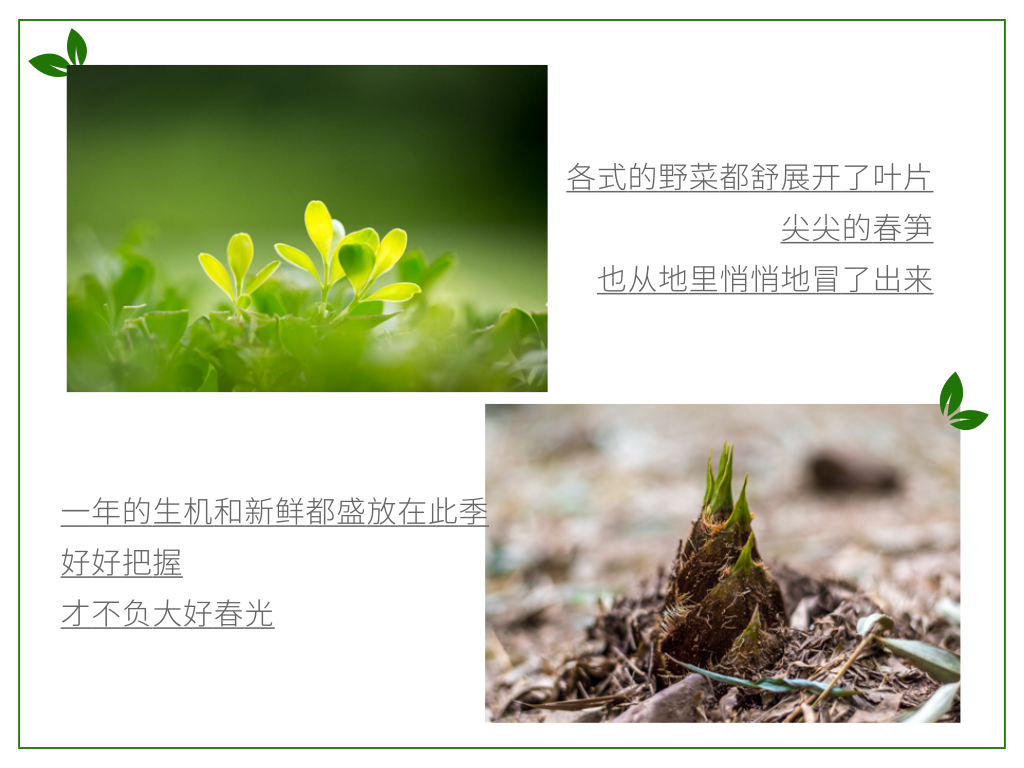 各式的野菜都舒展开了叶片
尖尖的春笋
也从地里悄悄地冒了出来
一年的生机和新鲜都盛放在此季
好好把握
才不负大好春光